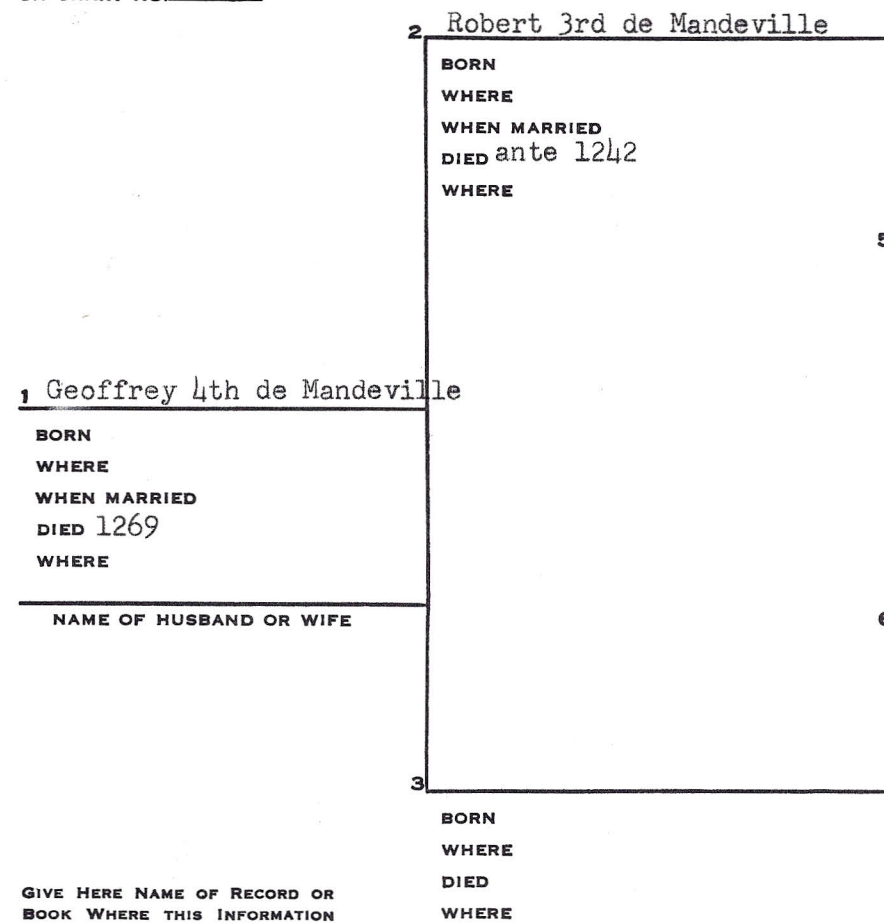 2 Robert 3rd de Mandeville
BORN
WHERE
WHEN MARRIED
DIED ante 1242
WHERE
5
1 Geoffrey 4th de Mandeville
BORN
WHERE
WHEN MARRIED
DIED 1269
WHERE
NAME OF HUSBAND OR WIFE
6
3
BORN
WHERE
DIED
WHERE
GIVE HERE NAME OF RECORD OR
BOOK WHERE THIS INFORMATION